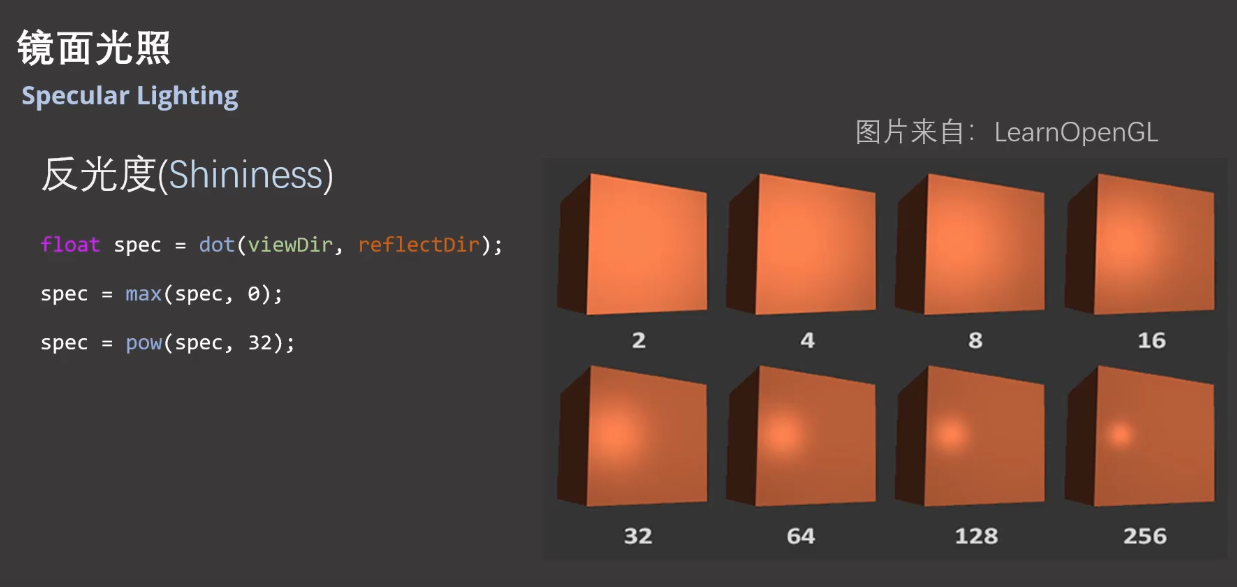 镜面光照
Specular Lighting
图片来自：LearnOpenGL
反光度(Shininess)
float spec = dot(viewDir, reflectDir);
spec = max(spec, 0);
spec = pow(spec, 32);
2 4 8 16
32 64 128 256